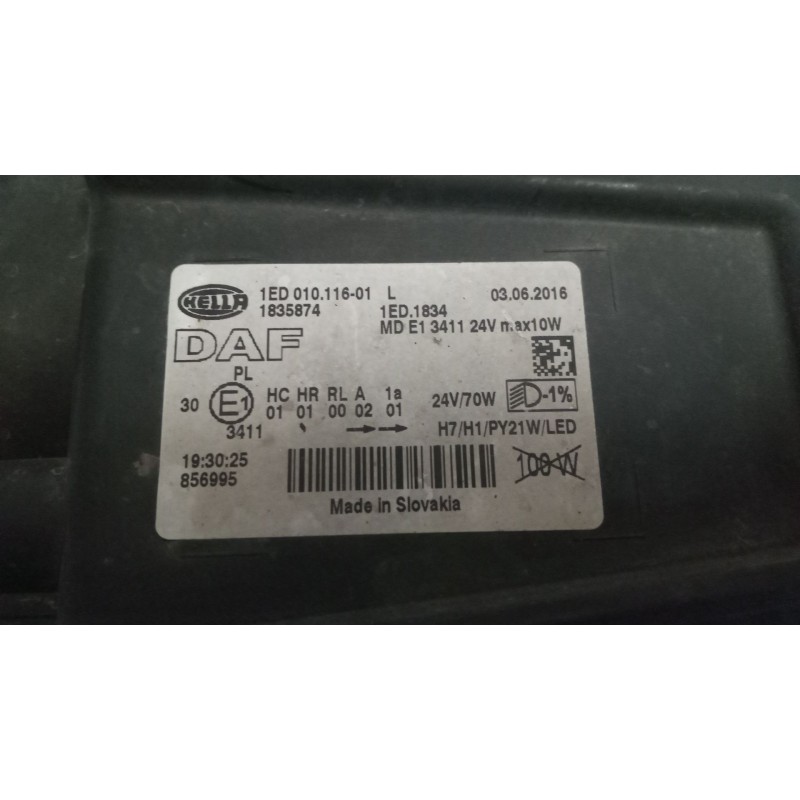 HELLA 1ED 010.116-01 L 03.06.2016
1835874 1ED.1834
DAF MD E1 3411 24V max10W
PL
30 E1 HC HR RL A 1a 24V/70W D-1%
01 01 00 02 01
3411 H7/H1/PY21W/LED
19:30:25 100 W
856995
Made in Slovakia